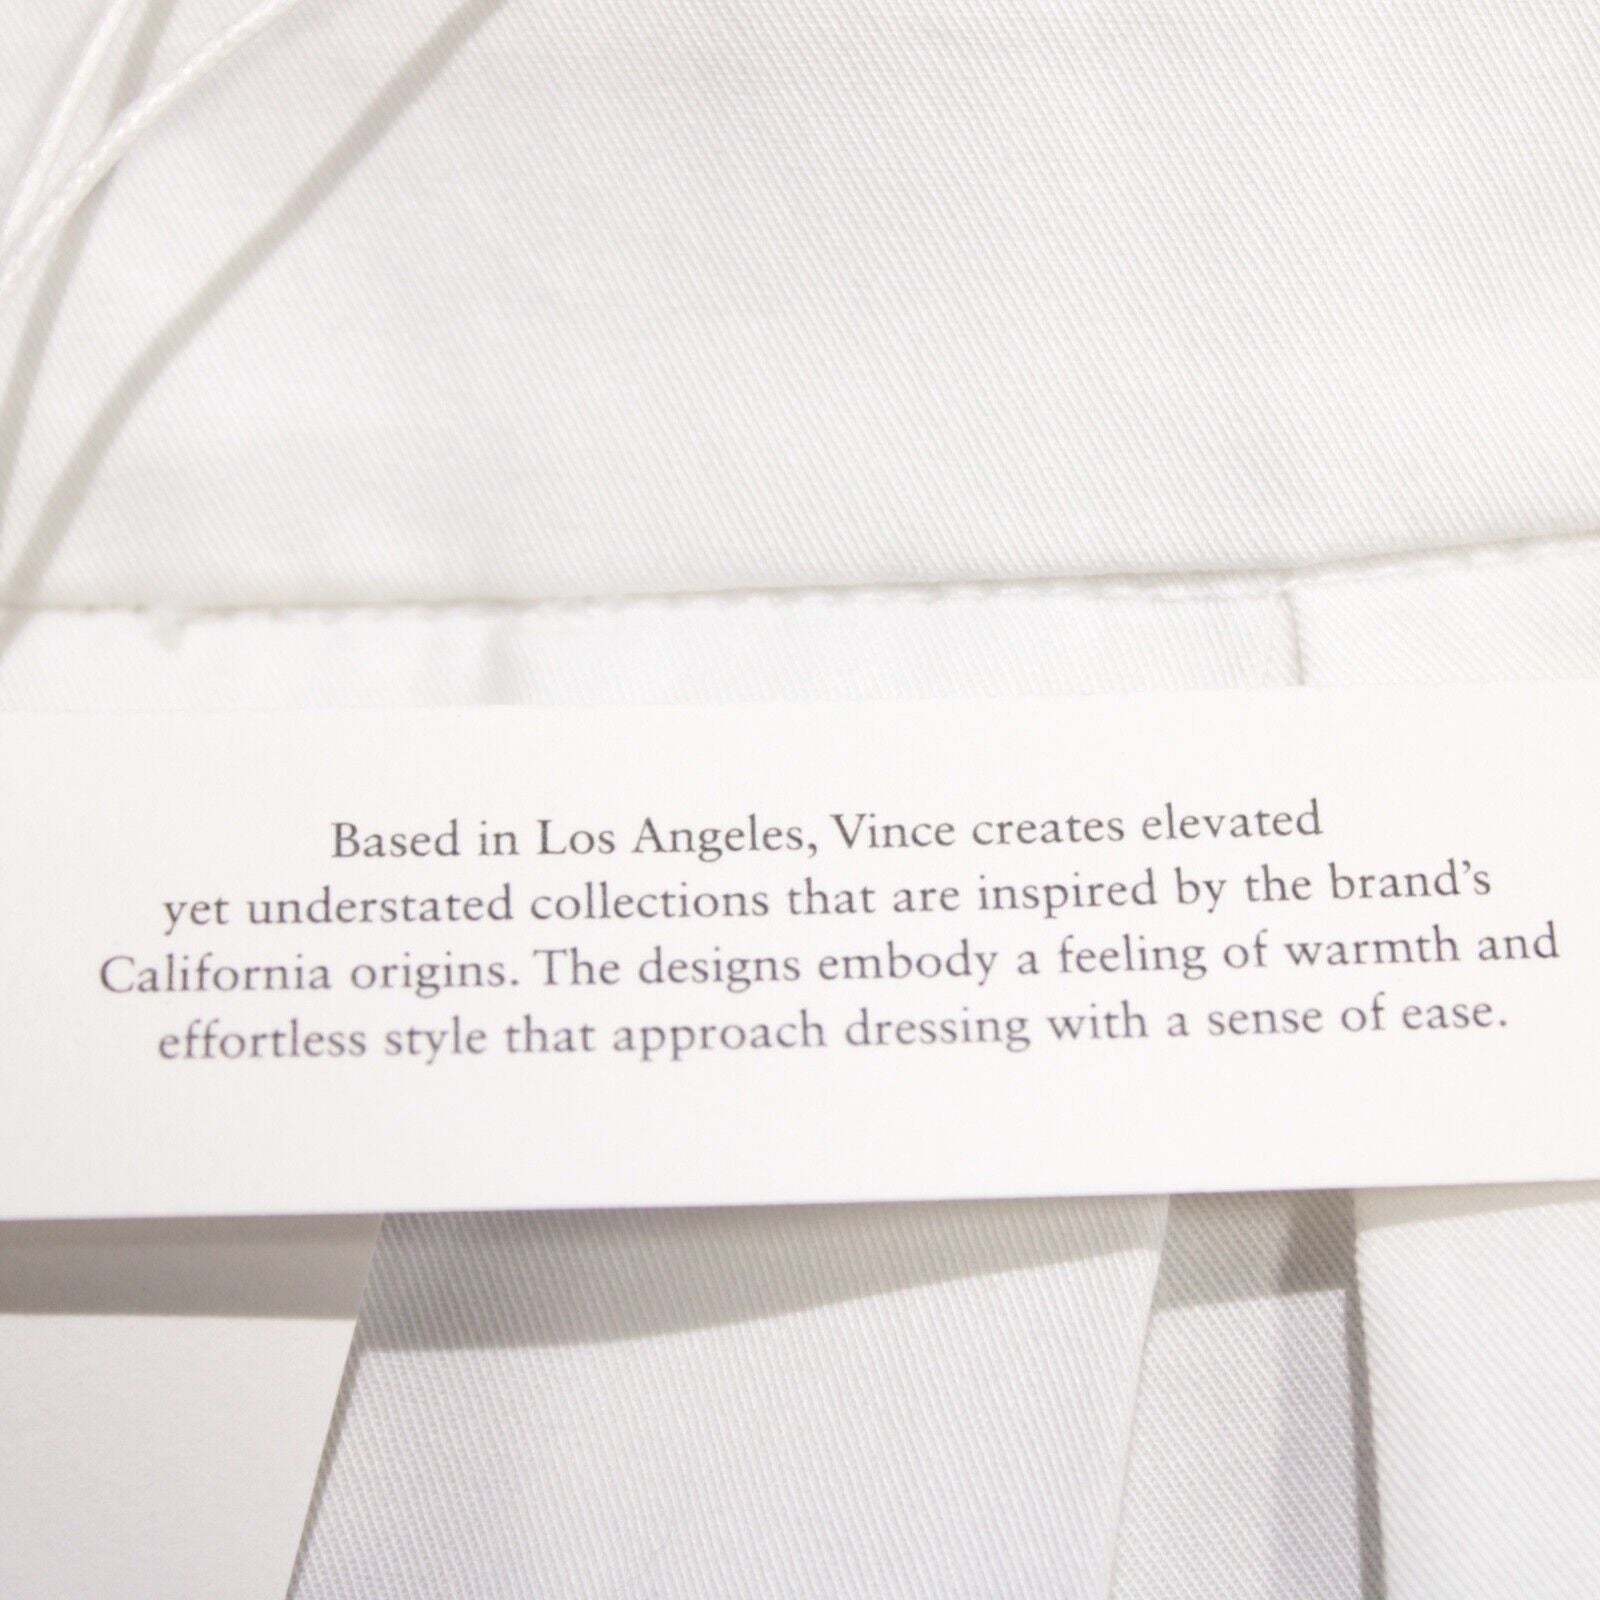 Based in Los Angeles, Vince creates elevated
yet understated collections that are inspired by the brand’s
California origins. The designs embody a feeling of warmth and
effortless style that approach dressing with a sense of ease.